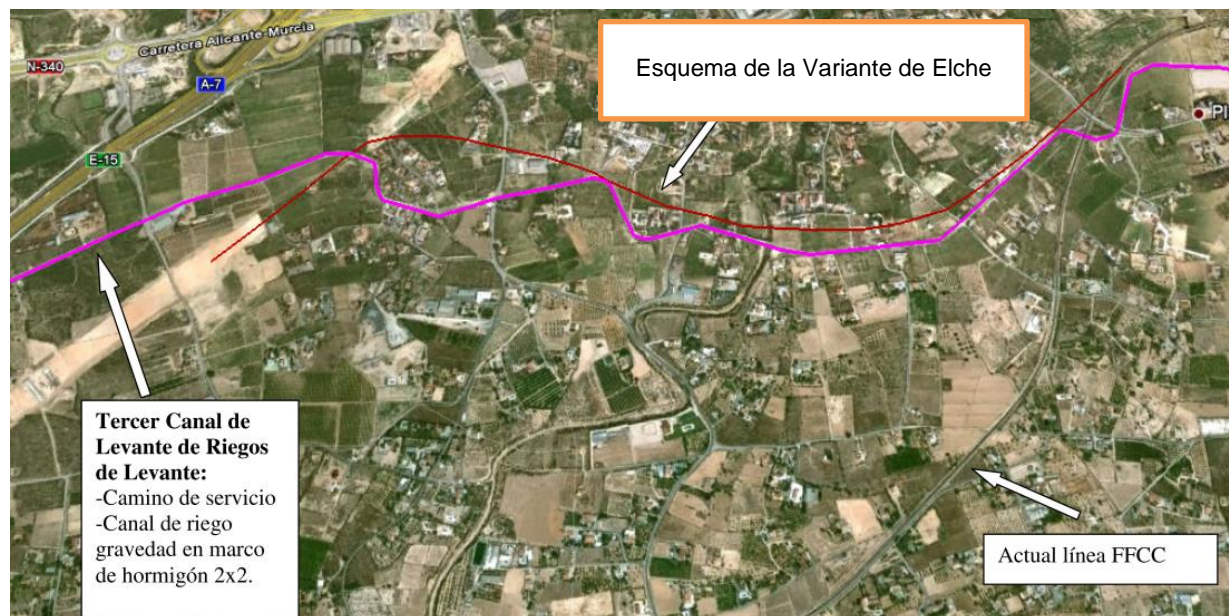 Carretera Alicante-Murcia
N-340
A-7
E-15
Esquema de la Variante de Elche
Pl
Tercer Canal de
Levante de Riegos
de Levante:
-Camino de servicio
-Canal de riego
gravedad en marco
de hormigón 2x2.
Actual línea FFCC